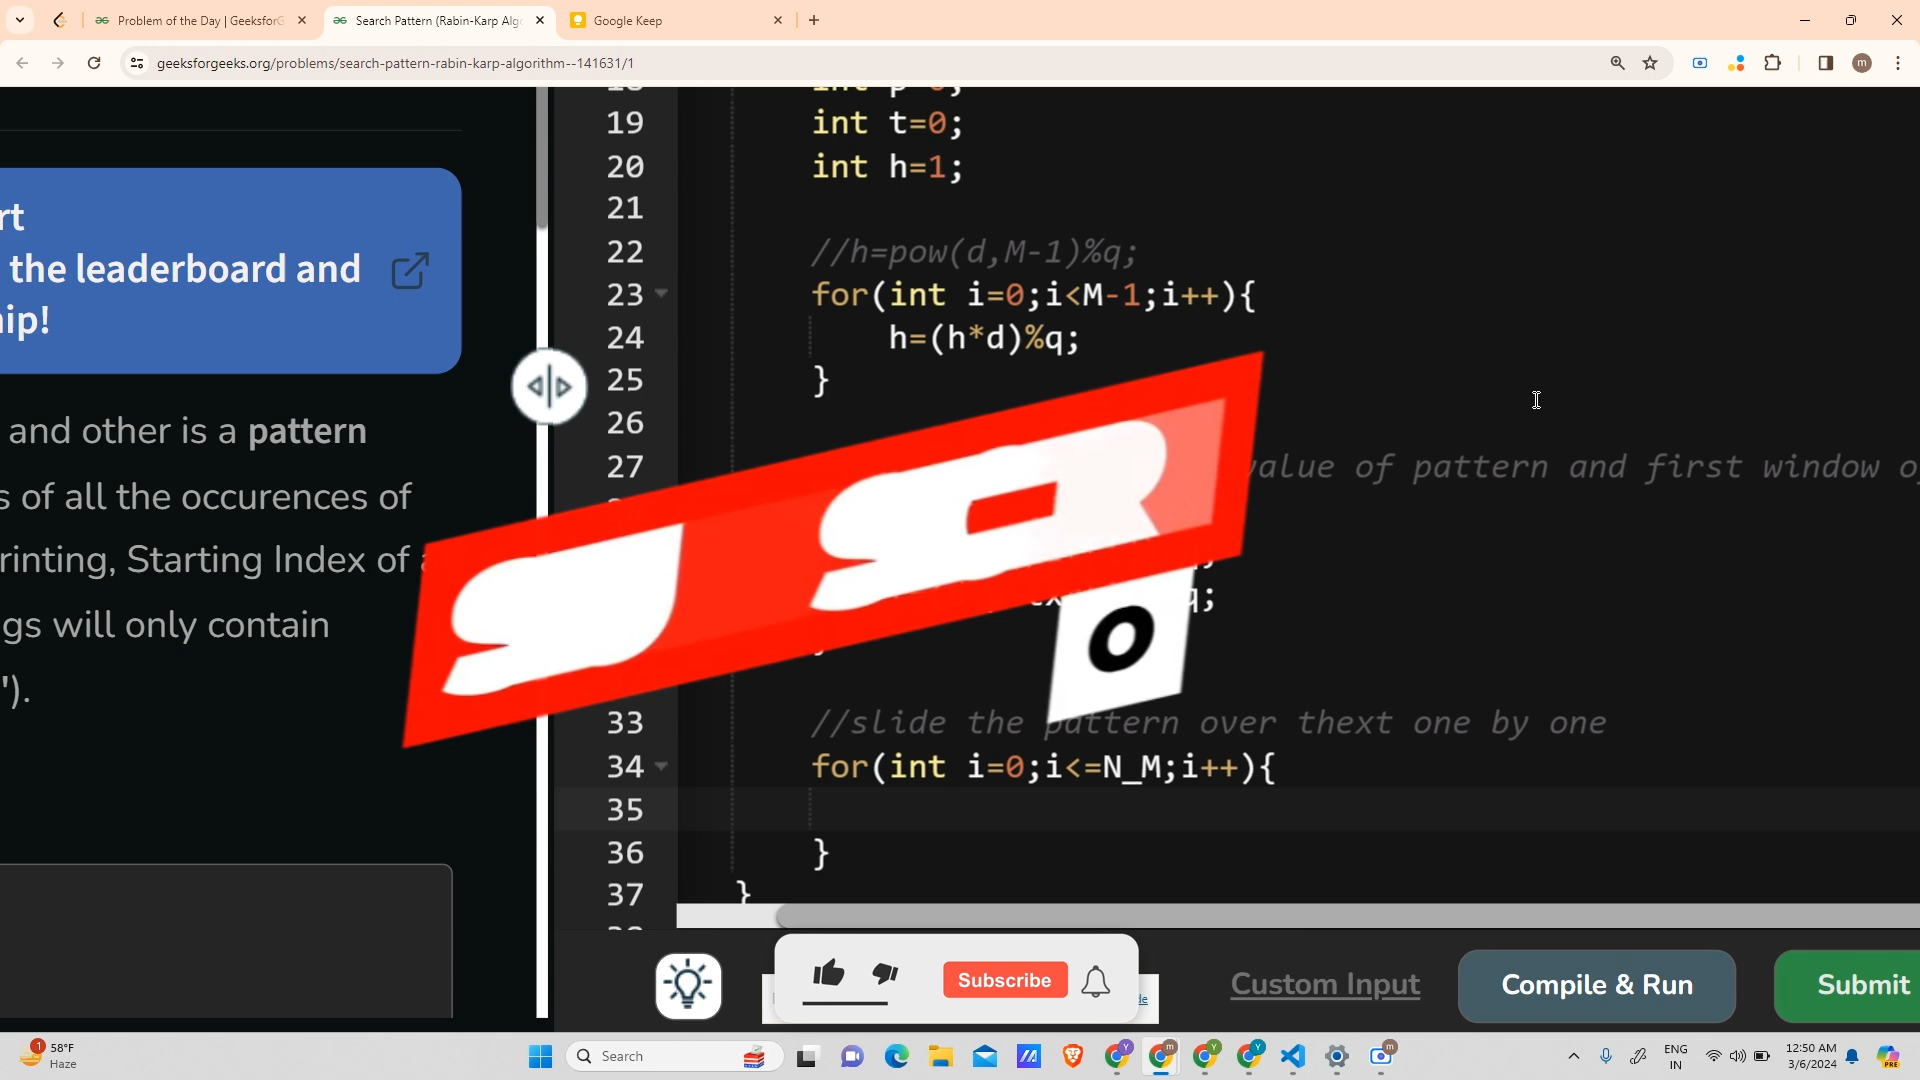 Problem of the Day | GeeksforG
Search Pattern (Rabin-Karp Algo
Google Keep
geeksforgeeks.org/problems/search-pattern-rabin-karp-algorithm--141631/1
m
rt
the leaderboard and
ip!
and other is a pattern
s of all the occurences of
rinting, Starting Index of a
gs will only contain
').
19 int t=0;
20 int h=1;
21
22 //h=pow(d,M-1)%q;
23 for(int i=0;i<M-1;i++){
24 h=(h*d)%q;
25 }
26
27 value of pattern and first window o
q;
33 //slide the pattern over thext one by one
34 for(int i=0;i<=N_M;i++){
35
36 }
37 }
O
Subscribe
Custom Input
Compile & Run
Submit
1
58°F
Haze
Search
ENG
IN
12:50 AM
3/6/2024